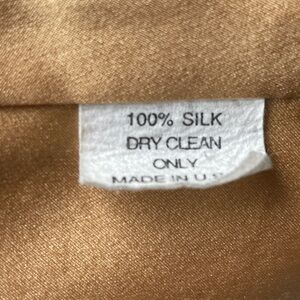 100% SILK
DRY CLEAN
ONLY
MADE IN U.S